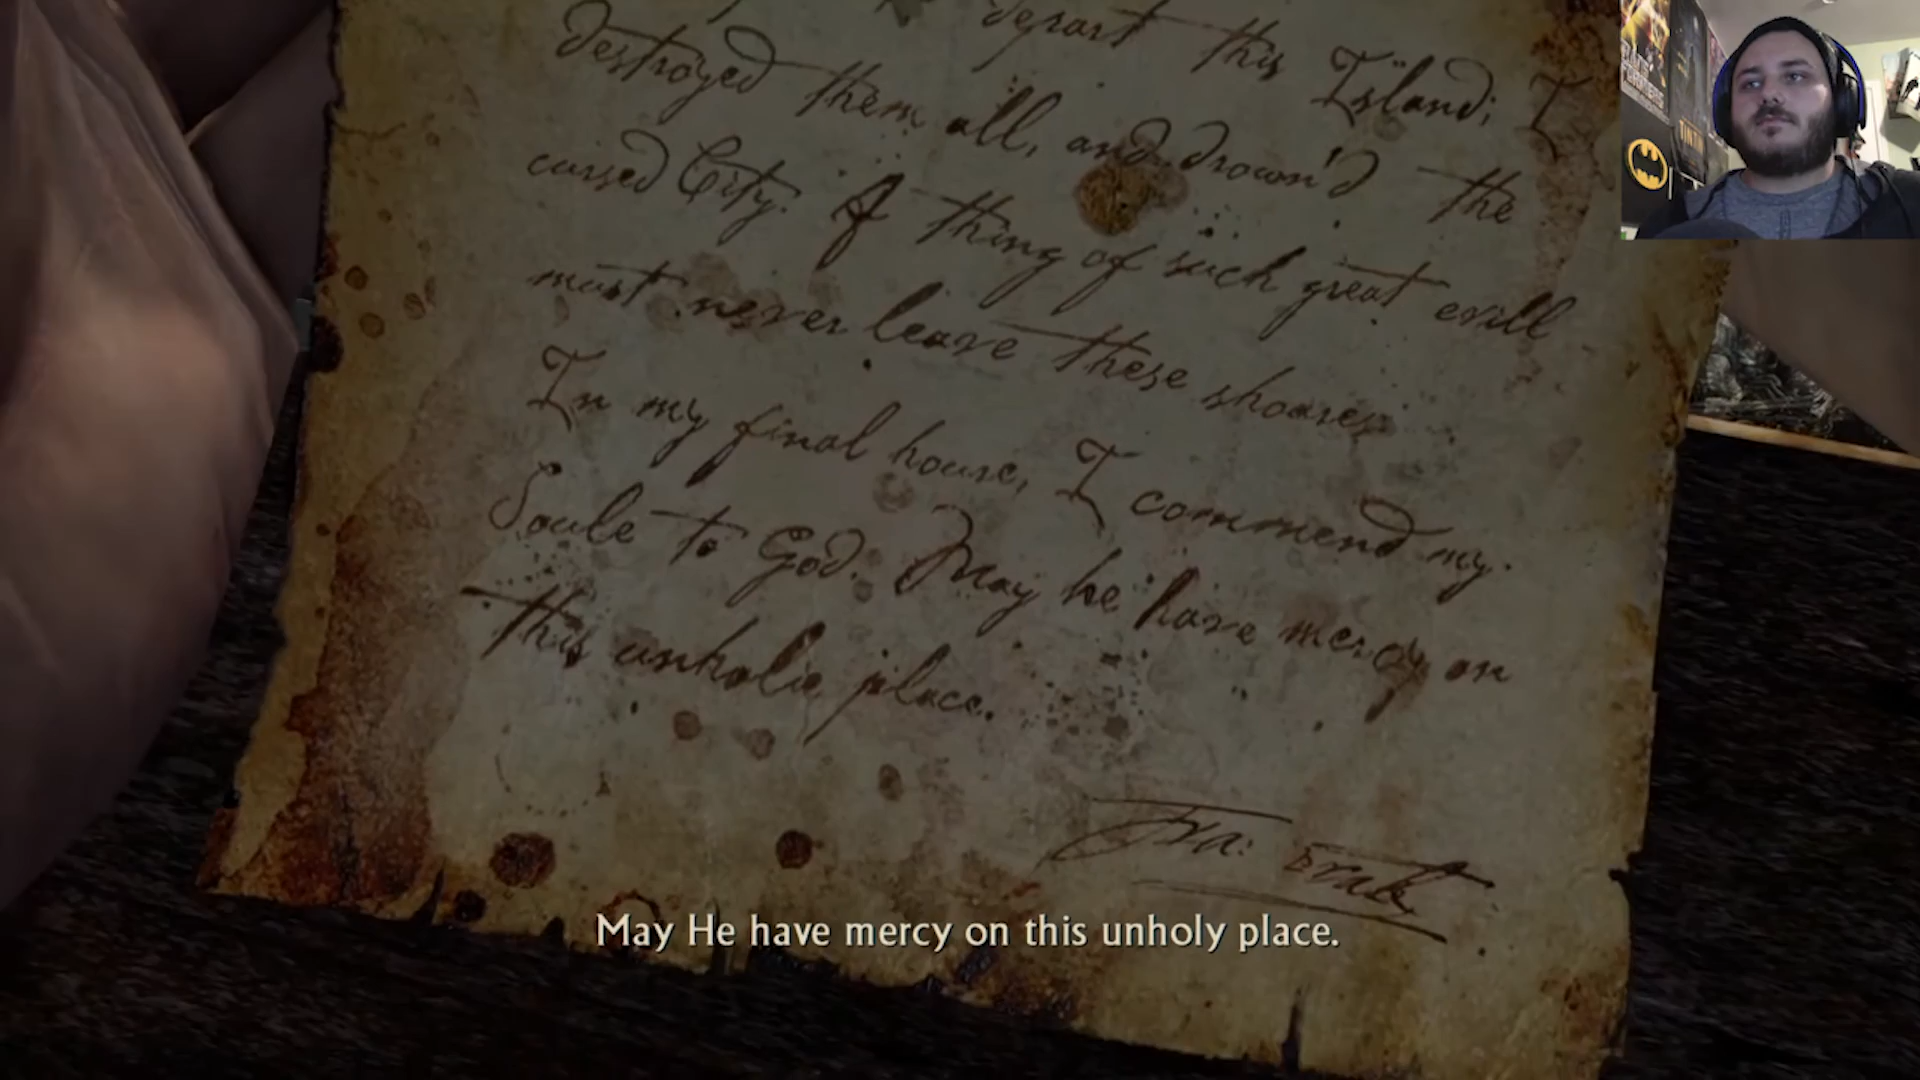 depart this Island; I
destroyed them all, and drown'd the
cursed City. A thing of such great evill
must never leave these shoares
In my final houre, I commend my
Soule to God. May he have mercy on
this unholie place.
Fra: Drake
May He have mercy on this unholy place.
TINTIN